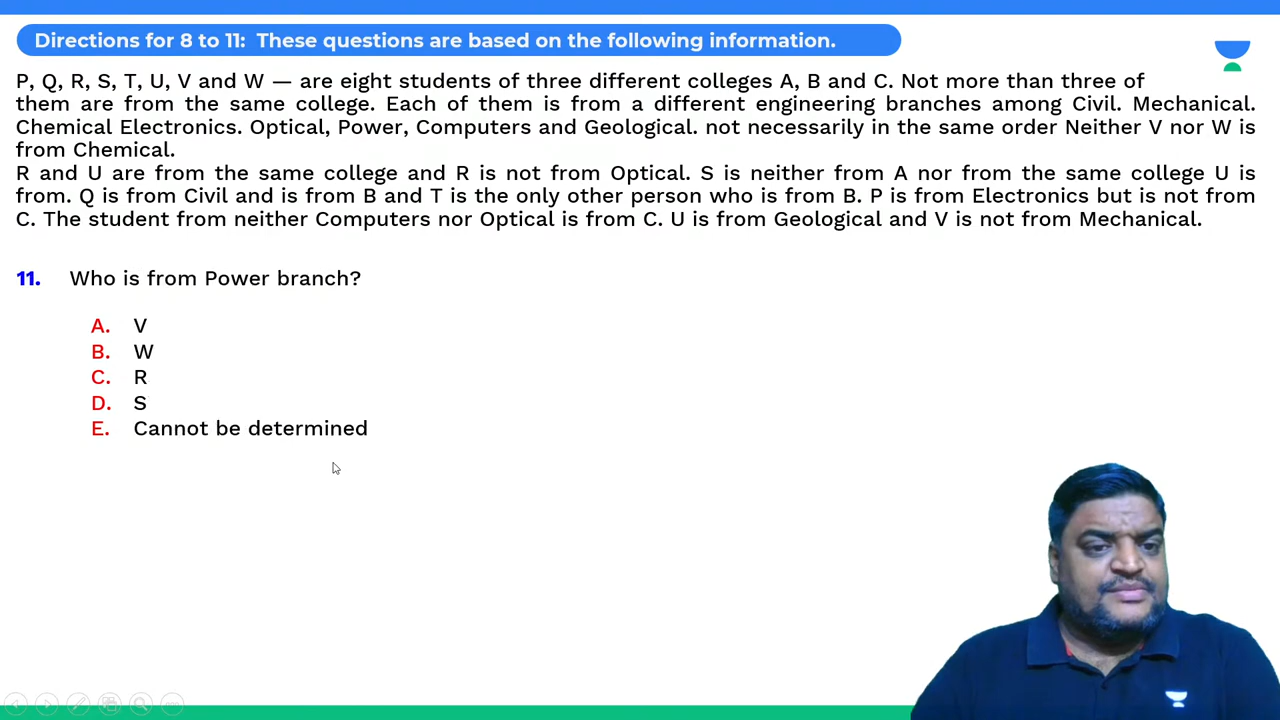 Directions for 8 to 11: These questions are based on the following information.
P, Q, R, S, T, U, V and W — are eight students of three different colleges A, B and C. Not more than three of
them are from the same college. Each of them is from a different engineering branches among Civil. Mechanical.
Chemical Electronics. Optical, Power, Computers and Geological. not necessarily in the same order Neither V nor W is
from Chemical.
R and U are from the same college and R is not from Optical. S is neither from A nor from the same college U is
from. Q is from Civil and is from B and T is the only other person who is from B. P is from Electronics but is not from
C. The student from neither Computers nor Optical is from C. U is from Geological and V is not from Mechanical.
11. Who is from Power branch?
A. V
B. W
C. R
D. S
E. Cannot be determined